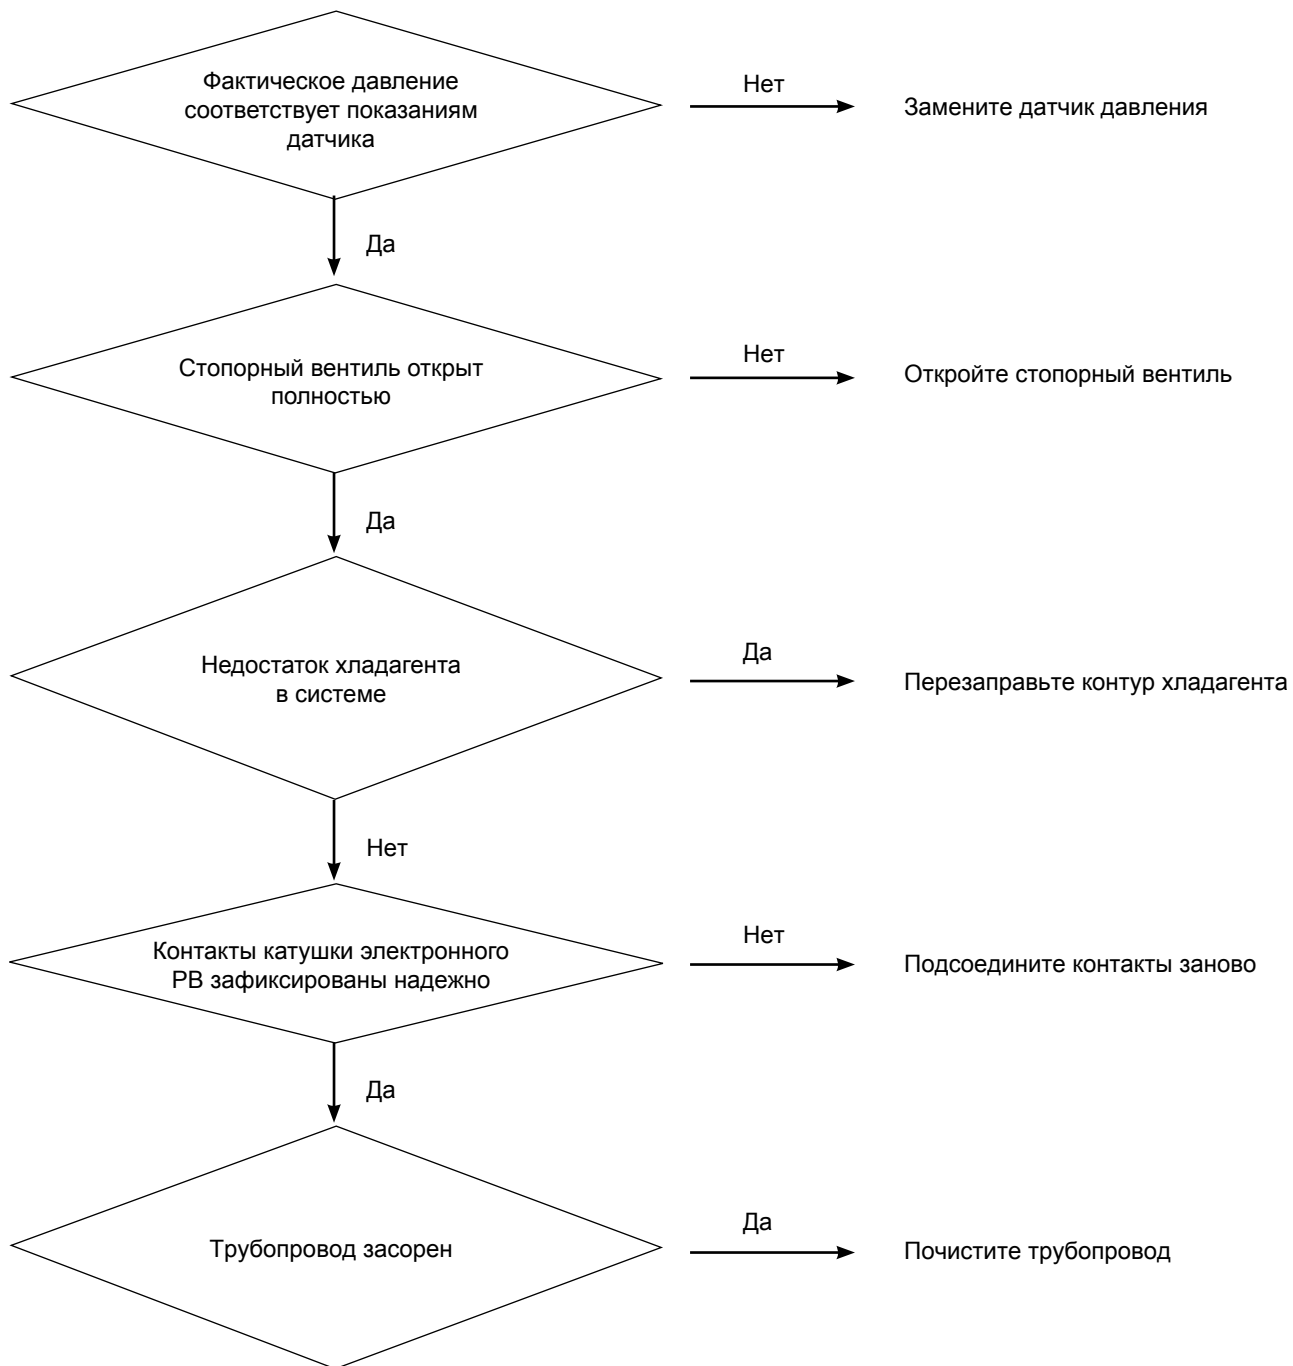 Фактическое давление
соответствует показаниям
датчика
Нет
Замените датчик давления
Да
Стопорный вентиль открыт
полностью
Нет
Откройте стопорный вентиль
Да
Недостаток хладагента
в системе
Да
Перезаправьте контур хладагента
Нет
Контакты катушки электронного
РВ зафиксированы надежно
Нет
Подсоедините контакты заново
Да
Трубопровод засорен
Да
Почистите трубопровод